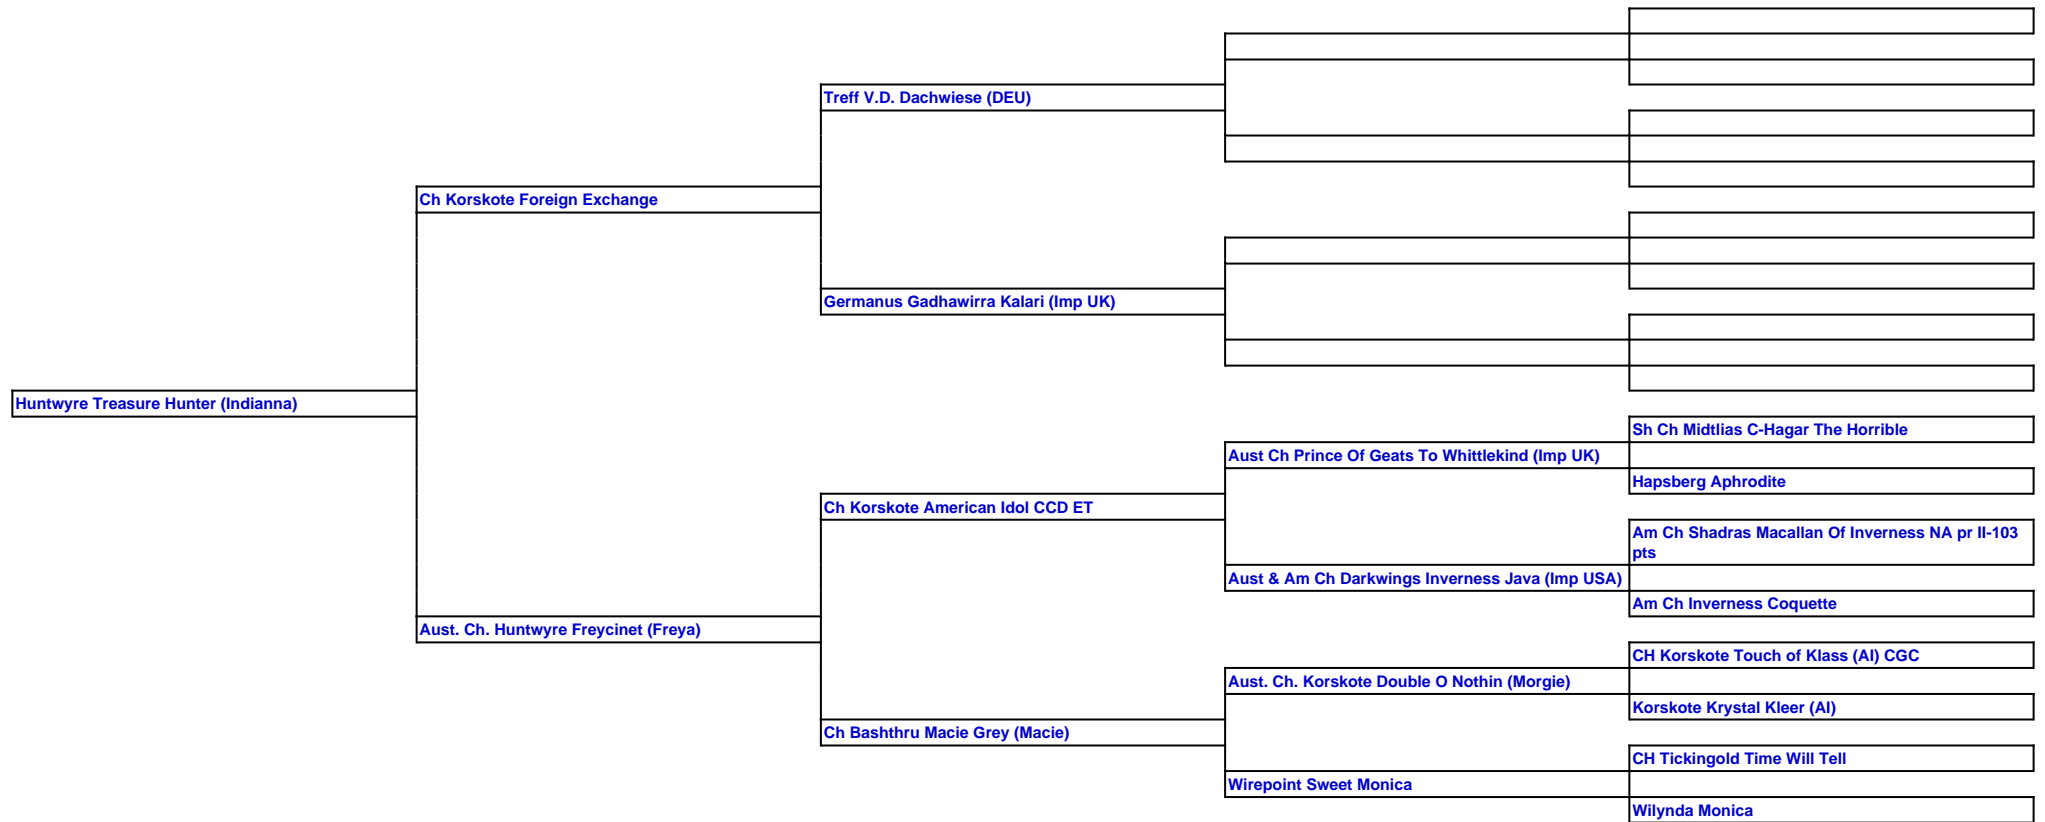 Treff V.D. Dachwiese (DEU)
Ch Korskote Foreign Exchange
Germanus Gadhawirra Kalari (Imp UK)
Huntwyre Treasure Hunter (Indianna)
Sh Ch Midtlias C-Hagar The Horrible
Aust Ch Prince Of Geats To Whittlekind (Imp UK)
Hapsberg Aphrodite
Ch Korskote American Idol CCD ET
Am Ch Shadras Macallan Of Inverness NA pr II-103
pts
Aust & Am Ch Darkwings Inverness Java (Imp USA)
Am Ch Inverness Coquette
Aust. Ch. Huntwyre Freycinet (Freya)
CH Korskote Touch of Klass (AI) CGC
Aust. Ch. Korskote Double O Nothin (Morgie)
Korskote Krystal Kleer (AI)
Ch Bashthru Macie Grey (Macie)
CH Tickingold Time Will Tell
Wirepoint Sweet Monica
Wilynda Monica